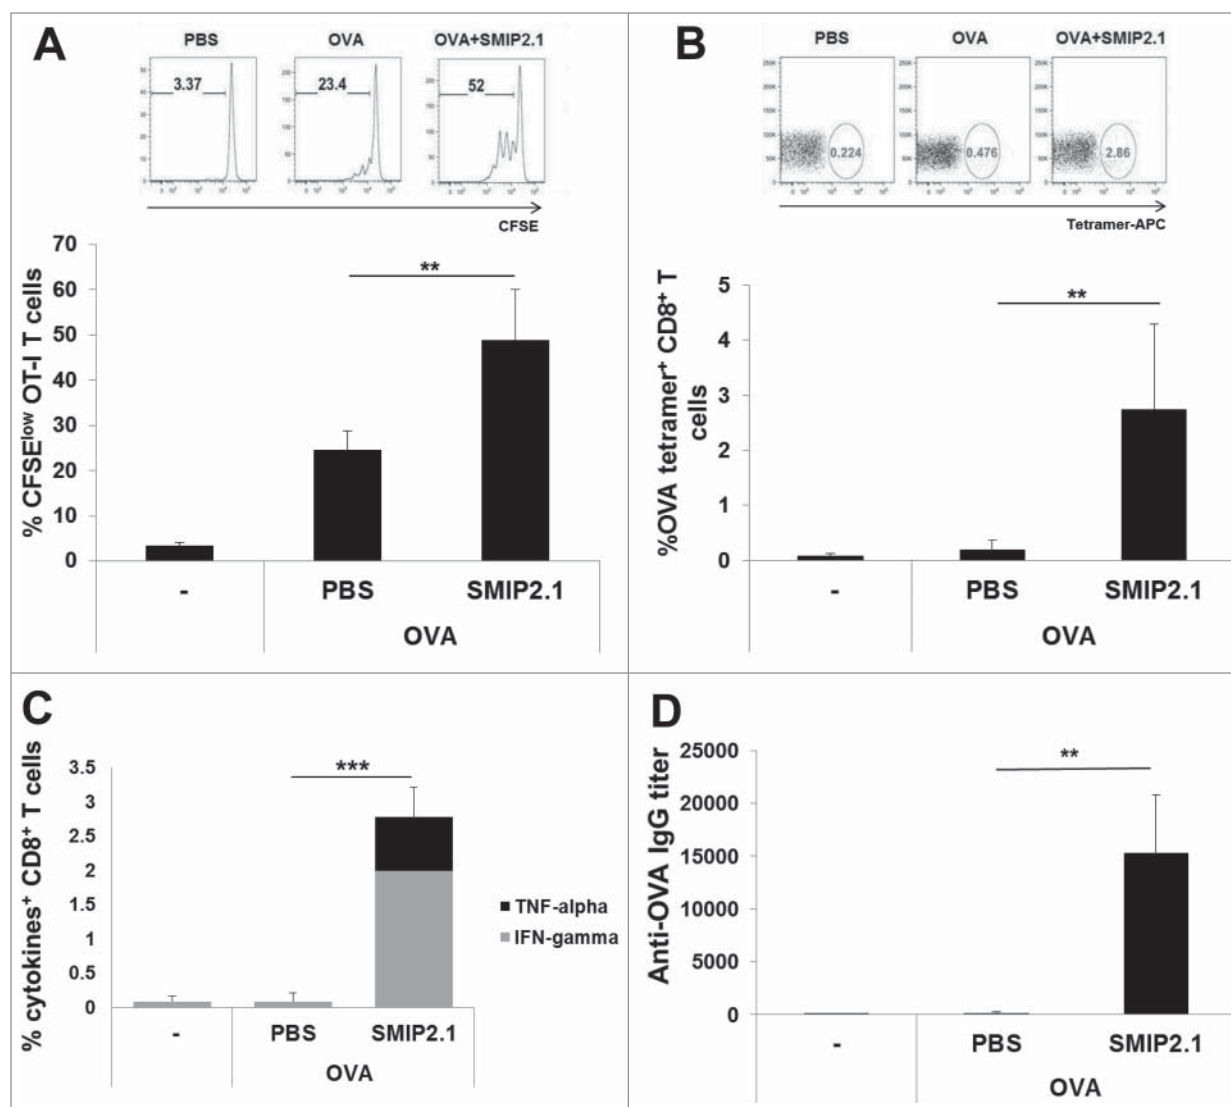 A
PBS OVA OVA+SMIP2.1
3.37 23.4 52
CFSE
% CFSElow OT-I T cells
70
60
50
40
30
20
10
0
**
- PBS SMIP2.1
OVA
B
PBS OVA OVA+SMIP2.1
0.224 0.476 2.86
Tetramer-APC
%OVA tetramer+ CD8+ T
cells
5
4
3
2
1
0
**
- PBS SMIP2.1
OVA
C
% cytokines+ CD8+ T cells
3.5
3
2.5
2
1.5
1
0.5
0
***
TNF-alpha
IFN-gamma
- PBS SMIP2.1
OVA
D
Anti-OVA IgG titer
25000
20000
15000
10000
5000
0
**
- PBS SMIP2.1
OVA